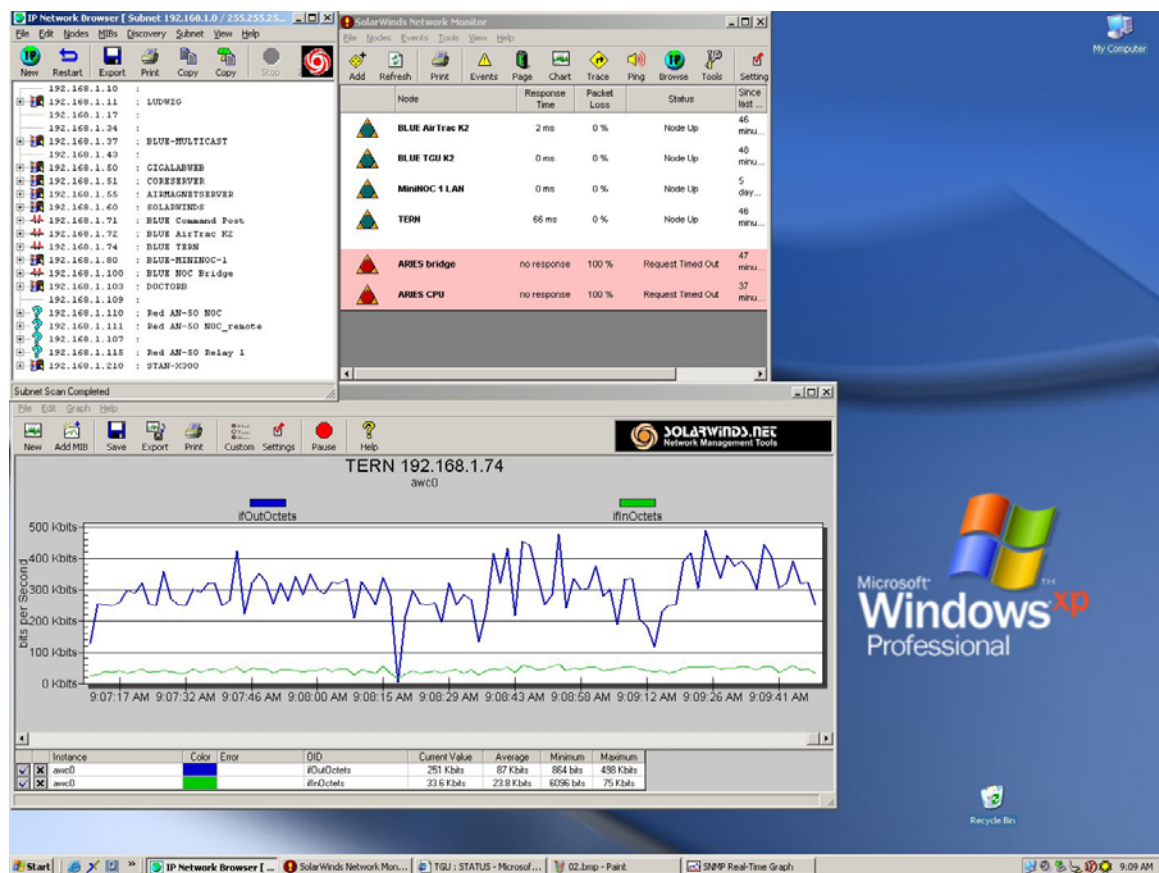 IP Network Browser [ Subnet 192.168.1.0 / 255.255.25...
File Edit Nodes MIBs Discovery Subnet View Help
New Restart Export Print Copy Copy Stop
192.168.1.10 :
192.168.1.11 : LUDWIG
192.168.1.17 :
192.168.1.34 :
192.168.1.37 : BLUE-MULTICAST
192.168.1.43 :
192.168.1.50 : GIGALABWEB
192.168.1.51 : CORESERVER
192.168.1.55 : AIRMAGNETSERVER
192.168.1.60 : SOLARWINDS
192.168.1.71 : BLUE Command Post
192.168.1.72 : BLUE AirTrac K2
192.168.1.74 : BLUE TERN
192.168.1.80 : BLUE-MININOC-1
192.168.1.100 : BLUE NOC Bridge
192.168.1.103 : DOCTORB
192.168.1.109 :
192.168.1.110 : Red AN-50 NOC
192.168.1.111 : Red AN-50 NOC_remote
192.168.1.107 :
192.168.1.115 : Red AN-50 Relay 1
192.168.1.210 : STAN-X300
Subnet Scan Completed
SolarWinds Network Monitor
File Nodes Events Tools View Help
Add Refresh Print Events Page Chart Trace Ping Browse Tools Setting
Node Response Time Packet Loss Status Since last ...
BLUE AirTrac K2 2 ms 0 % Node Up 46 minu...
BLUE TGU K2 0 ms 0 % Node Up 48 minu...
MiniNOC 1 LAN 0 ms 0 % Node Up 5 day...
TERN 66 ms 0 % Node Up 46 minu...
ARIES bridge no response 100 % Request Timed Out 47 minu...
ARIES CPU no response 100 % Request Timed Out 37 minu...
My Computer
File Edit Graph Help
New Add MIB Save Export Print Custom Settings Pause Help
SOLARWINDS.NET
Network Management Tools
TERN 192.168.1.74
awc0
ifOutOctets ifInOctets
bits per Second
500 Kbits
400 Kbits
300 Kbits
200 Kbits
100 Kbits
0 Kbits
9:07:17 AM 9:07:32 AM 9:07:46 AM 9:08:00 AM 9:08:15 AM 9:08:29 AM 9:08:43 AM 9:08:58 AM 9:09:12 AM 9:09:26 AM 9:09:41 AM
Instance Color Error OID Current Value Average Minimum Maximum
awc0 ifOutOctets 251 Kbits 87 Kbits 864 bits 498 Kbits
awc0 ifInOctets 33.6 Kbits 23.8 Kbits 6096 bits 75 Kbits
Microsoft
Windows xp
TM
Professional
Recycle Bin
Start » IP Network Browser [ ... SolarWinds Network Mon... TGU : STATUS - Microsof... 02.bmp - Paint SNMP Real-Time Graph 9:09 AM